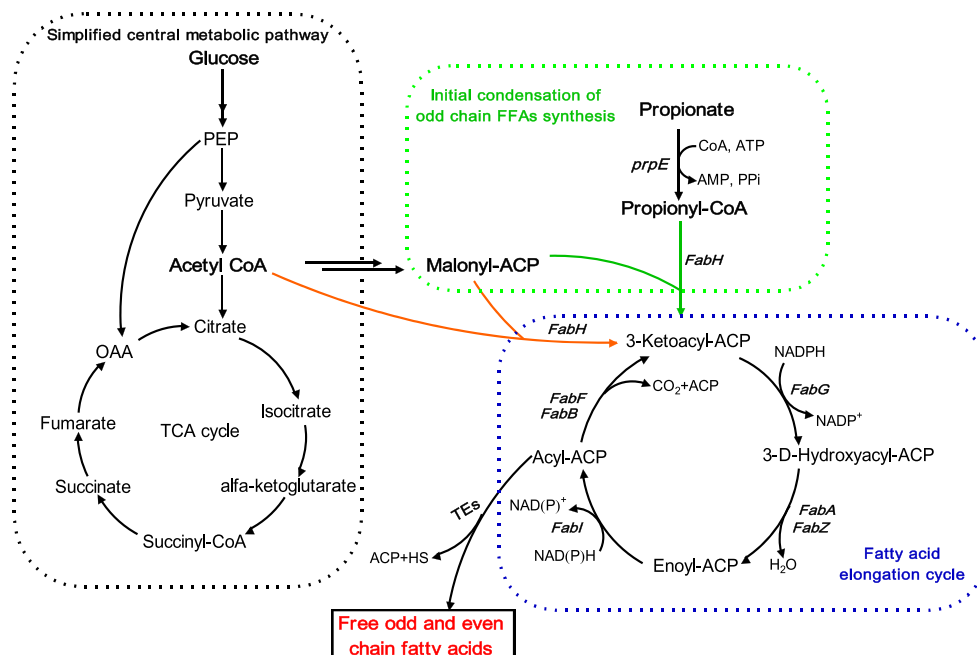 Simplified central metabolic pathway
Glucose
PEP
Pyruvate
Acetyl CoA
Citrate
OAA
Isocitrate
Fumarate
TCA cycle
Succinate
alfa-ketoglutarate
Succinyl-CoA
Initial condensation of
odd chain FFAs synthesis
Propionate
CoA, ATP
prpE
AMP, PPi
Propionyl-CoA
Malonyl-ACP
FabH
FabH
3-Ketoacyl-ACP
NADPH
CO₂+ACP
FabG
FabF
FabB
NADP⁺
Acyl-ACP
3-D-Hydroxyacyl-ACP
TEs
NAD(P)⁺
FabI
FabA
FabZ
ACP+HS
NAD(P)H
Enoyl-ACP
H₂O
Fatty acid
elongation cycle
Free odd and even
chain fatty acids